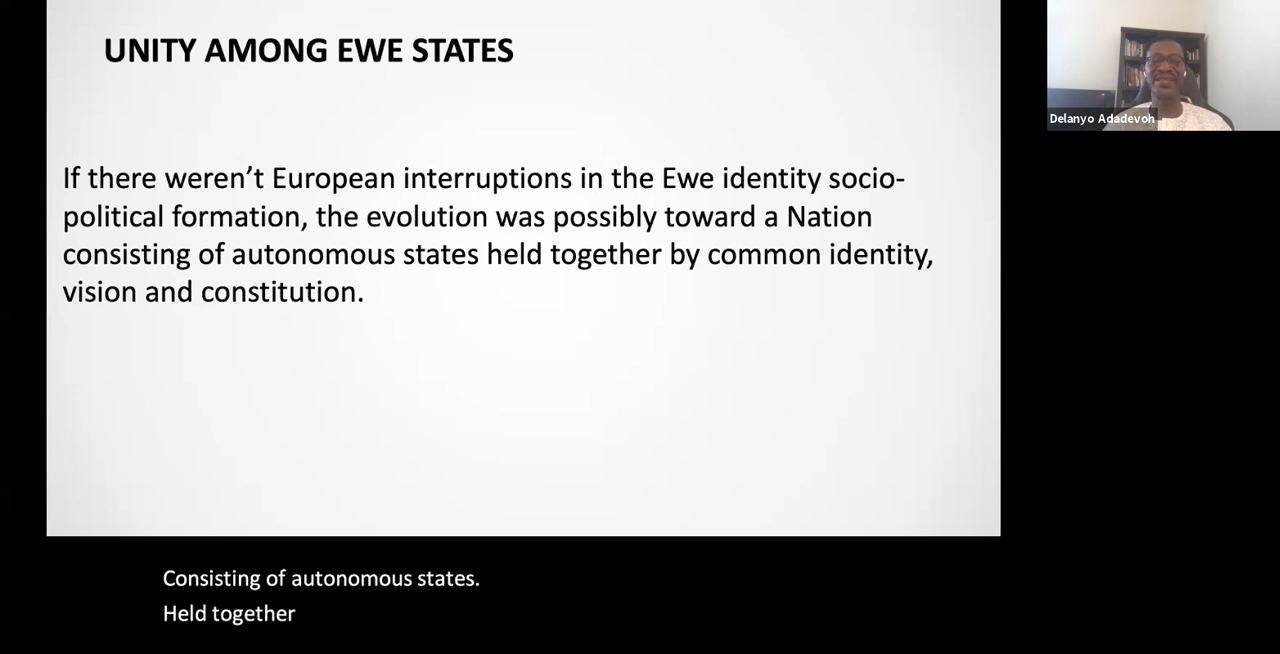 UNITY AMONG EWE STATES
Delanyo Adadevoh
If there weren’t European interruptions in the Ewe identity socio-
political formation, the evolution was possibly toward a Nation
consisting of autonomous states held together by common identity,
vision and constitution.
Consisting of autonomous states.
Held together